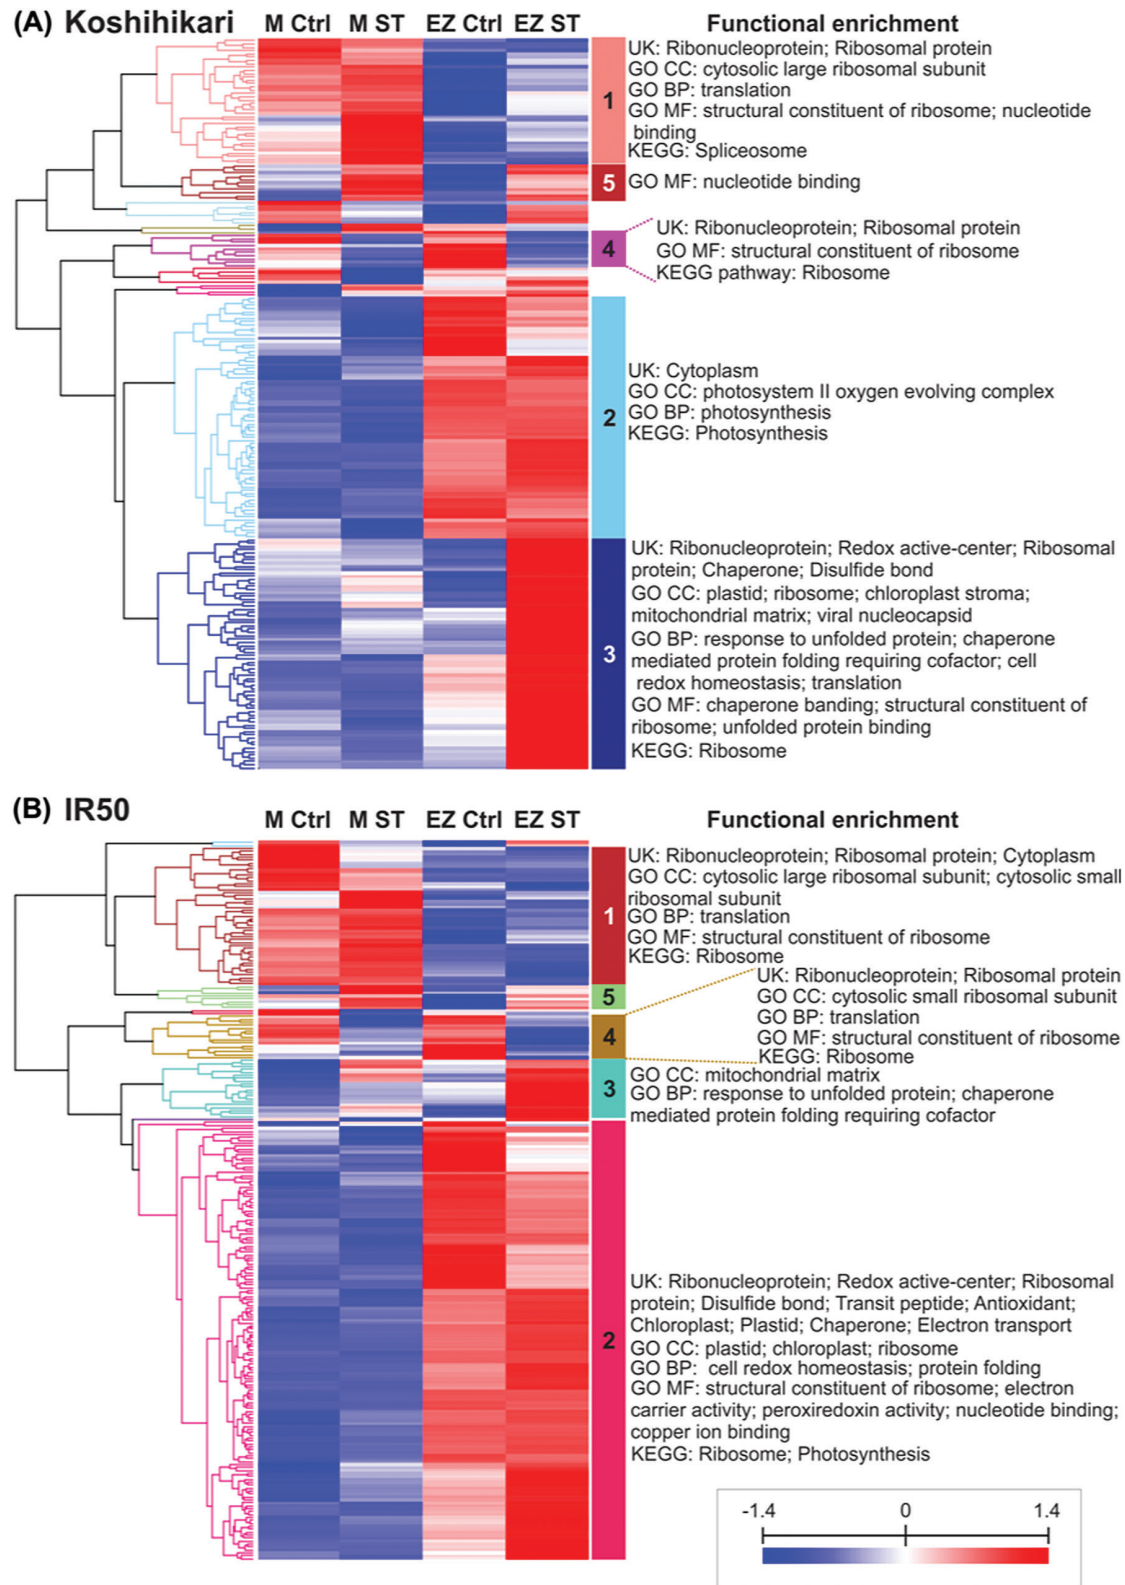 (A) Koshihikari
M Ctrl M ST EZ Ctrl EZ ST Functional enrichment
1
UK: Ribonucleoprotein; Ribosomal protein
GO CC: cytosolic large ribosomal subunit
GO BP: translation
GO MF: structural constituent of ribosome; nucleotide
binding
KEGG: Spliceosome
5
GO MF: nucleotide binding
4
UK: Ribonucleoprotein; Ribosomal protein
GO MF: structural constituent of ribosome
KEGG pathway: Ribosome
2
UK: Cytoplasm
GO CC: photosystem II oxygen evolving complex
GO BP: photosynthesis
KEGG: Photosynthesis
3
UK: Ribonucleoprotein; Redox active-center; Ribosomal
protein; Chaperone; Disulfide bond
GO CC: plastid; ribosome; chloroplast stroma;
mitochondrial matrix; viral nucleocapsid
GO BP: response to unfolded protein; chaperone
mediated protein folding requiring cofactor; cell
redox homeostasis; translation
GO MF: chaperone banding; structural constituent of
ribosome; unfolded protein binding
KEGG: Ribosome
(B) IR50
M Ctrl M ST EZ Ctrl EZ ST Functional enrichment
1
UK: Ribonucleoprotein; Ribosomal protein; Cytoplasm
GO CC: cytosolic large ribosomal subunit; cytosolic small
ribosomal subunit
GO BP: translation
GO MF: structural constituent of ribosome
KEGG: Ribosome
5
4
UK: Ribonucleoprotein; Ribosomal protein
GO CC: cytosolic small ribosomal subunit
GO BP: translation
GO MF: structural constituent of ribosome
KEGG: Ribosome
3
GO CC: mitochondrial matrix
GO BP: response to unfolded protein; chaperone
mediated protein folding requiring cofactor
2
UK: Ribonucleoprotein; Redox active-center; Ribosomal
protein; Disulfide bond; Transit peptide; Antioxidant;
Chloroplast; Plastid; Chaperone; Electron transport
GO CC: plastid; chloroplast; ribosome
GO BP: cell redox homeostasis; protein folding
GO MF: structural constituent of ribosome; electron
carrier activity; peroxiredoxin activity; nucleotide binding;
copper ion binding
KEGG: Ribosome; Photosynthesis
-1.4 0 1.4